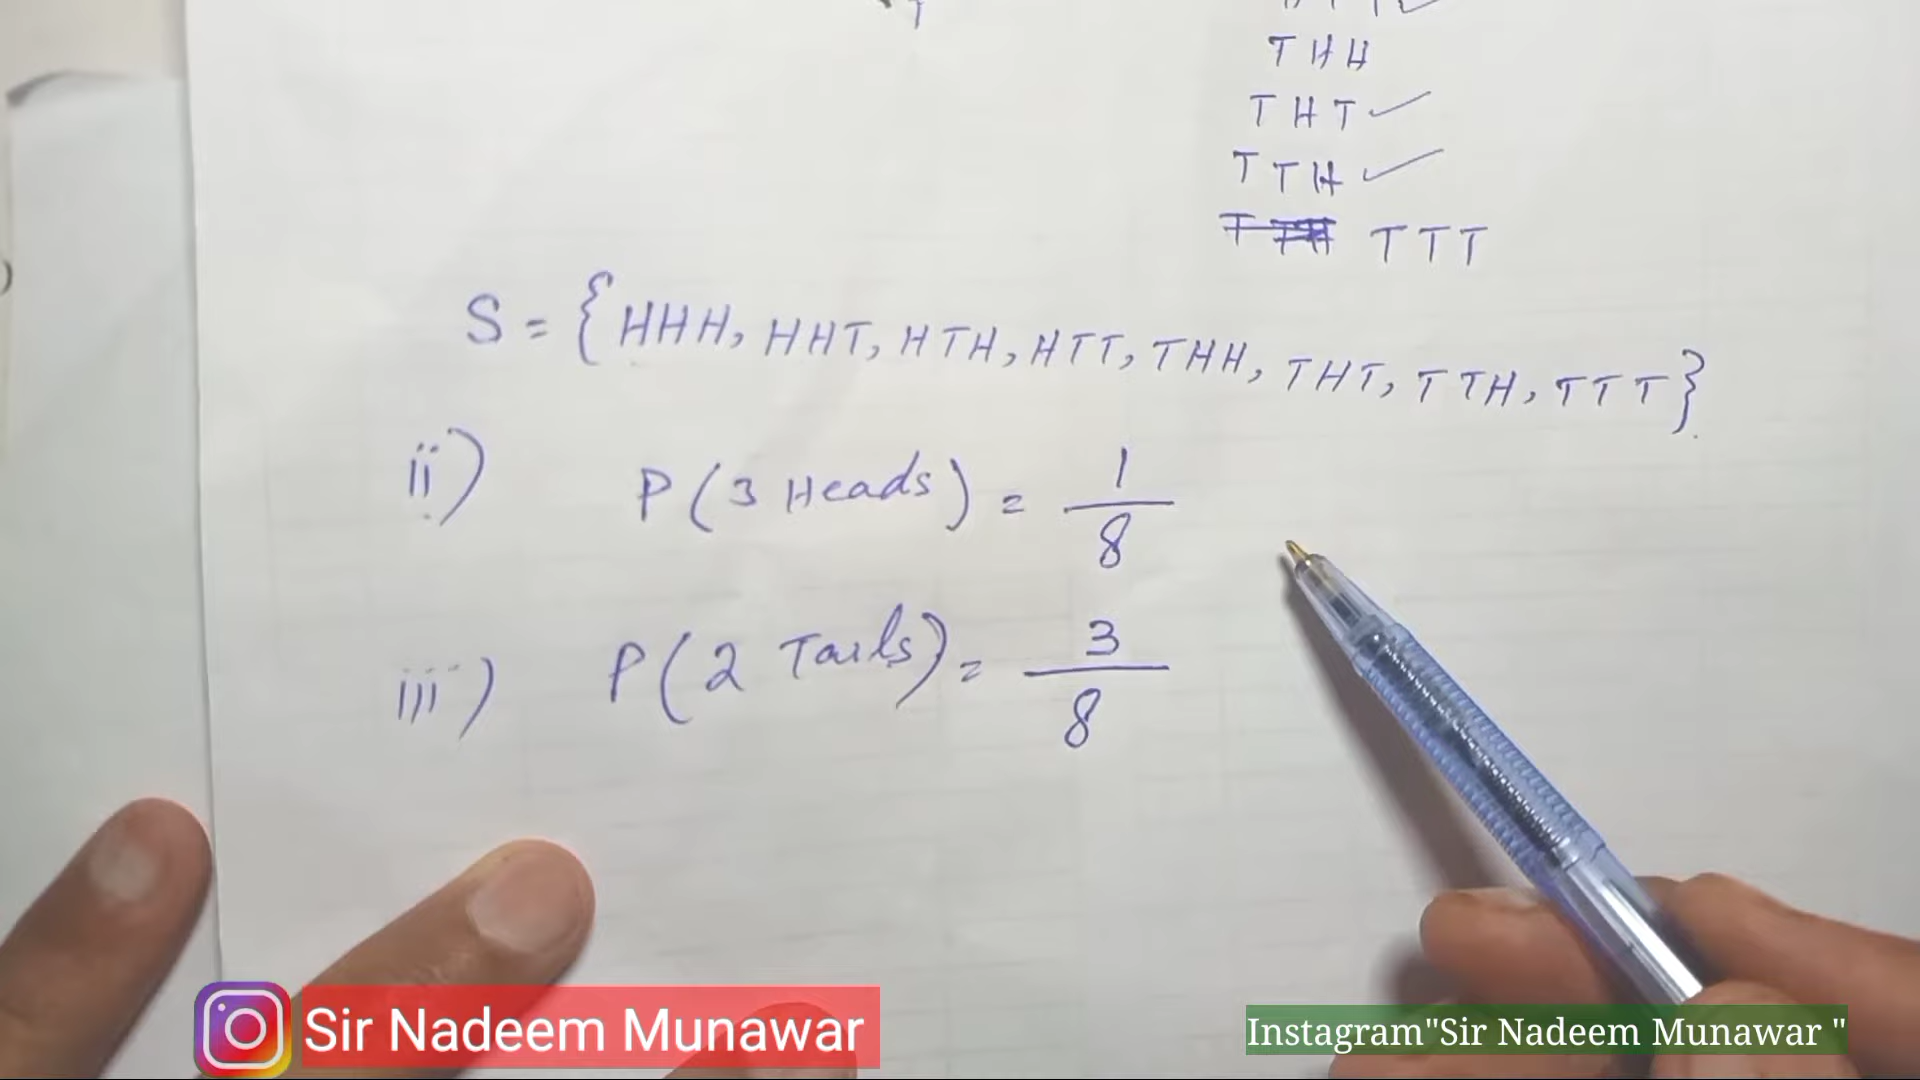 THH
THT ✓
TTH ✓
TTT
S = {HHH, HHT, HTH, HTT, THH, THT, TTH, TTT}
ii) P(3 Heads) = 1/8
iii) P(2 Tails) = 3/8
Sir Nadeem Munawar
Instagram"Sir Nadeem Munawar "